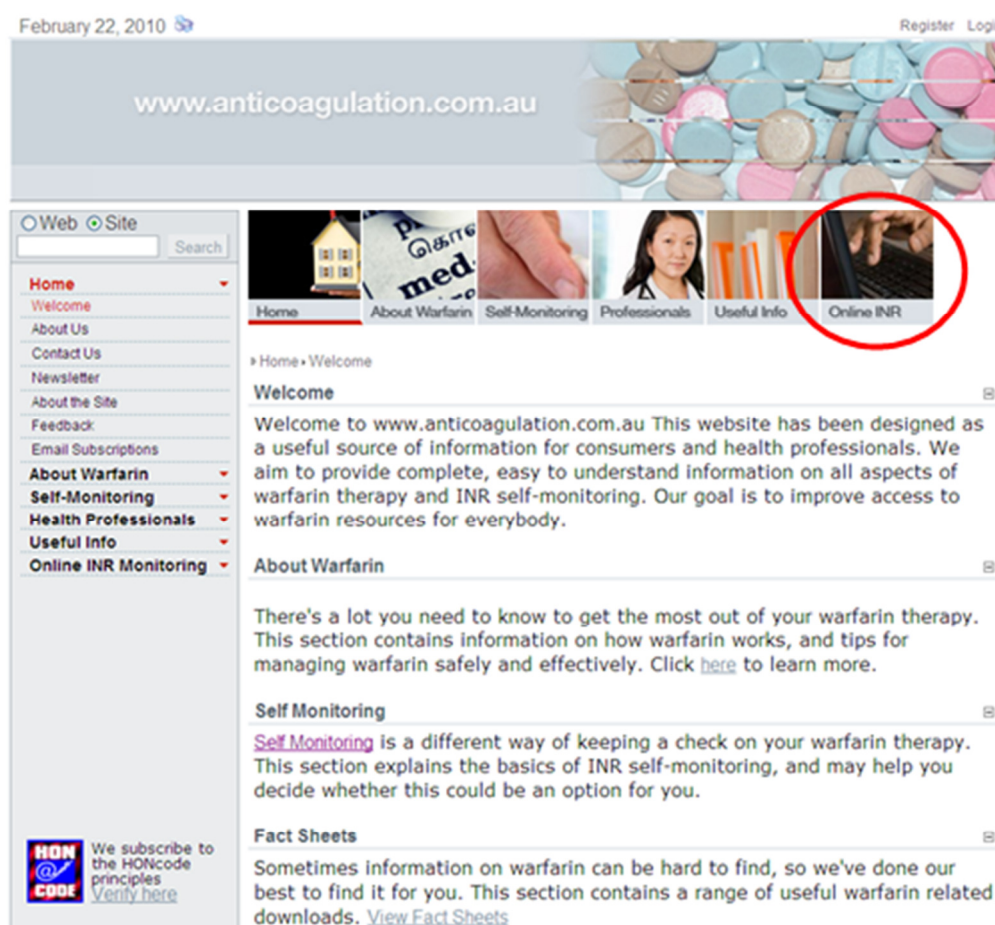 February 22, 2010
Register Logi
www.anticoagulation.com.au
Web Site
Search
Home
Welcome
About Us
Contact Us
Newsletter
About the Site
Feedback
Email Subscriptions
About Warfarin
Self-Monitoring
Health Professionals
Useful Info
Online INR Monitoring
We subscribe to
the HONcode
principles
Verify here
HON
@
CODE
med
Home
About Warfarin
Self-Monitoring
Professionals
Useful Info
Online INR
Home Welcome
Welcome
Welcome to www.anticoagulation.com.au This website has been designed as
a useful source of information for consumers and health professionals. We
aim to provide complete, easy to understand information on all aspects of
warfarin therapy and INR self-monitoring. Our goal is to improve access to
warfarin resources for everybody.
About Warfarin
There's a lot you need to know to get the most out of your warfarin therapy.
This section contains information on how warfarin works, and tips for
managing warfarin safely and effectively. Click here to learn more.
Self Monitoring
Self Monitoring is a different way of keeping a check on your warfarin therapy.
This section explains the basics of INR self-monitoring, and may help you
decide whether this could be an option for you.
Fact Sheets
Sometimes information on warfarin can be hard to find, so we've done our
best to find it for you. This section contains a range of useful warfarin related
downloads. View Fact Sheets